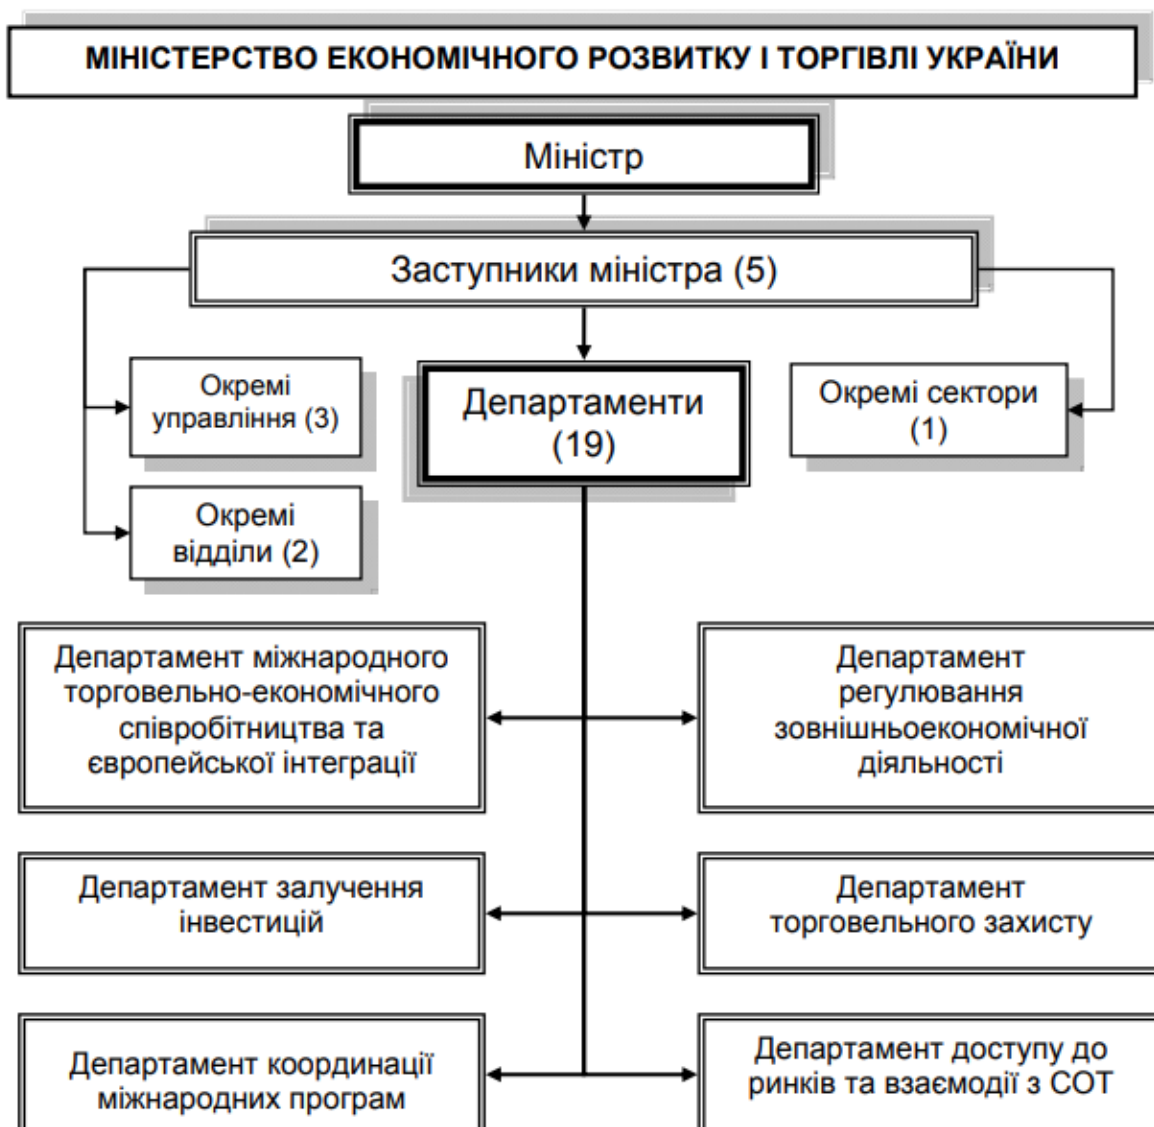 МІНІСТЕРСТВО ЕКОНОМІЧНОГО РОЗВИТКУ І ТОРГІВЛІ УКРАЇНИ
Міністр
Заступники міністра (5)
Окремі
управління (3)
Департаменти
(19)
Окремі сектори
(1)
Окремі
відділи (2)
Департамент міжнародного
торговельно-економічного
співробітництва та
європейської інтеграції
Департамент
регулювання
зовнішньоекономічної
діяльності
Департамент залучення
інвестицій
Департамент
торговельного захисту
Департамент координації
міжнародних програм
Департамент доступу до
ринків та взаємодії з СОТ